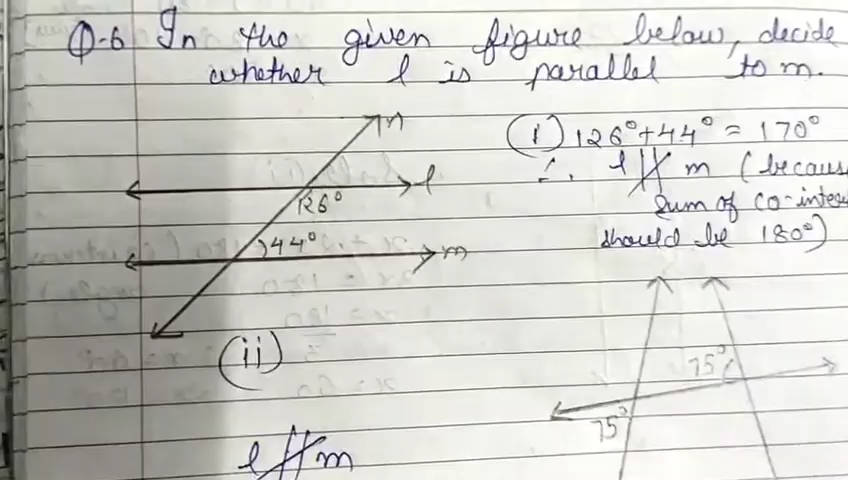 Q-6 In the given figure below, decide
whether l is parallel to m.
n
(i) 126°+44° = 170°
l
∴ l ∦ m (because
126°
sum of co-inter
44°
should be 180°)
m
(ii)
75°
75°
l ∦ m